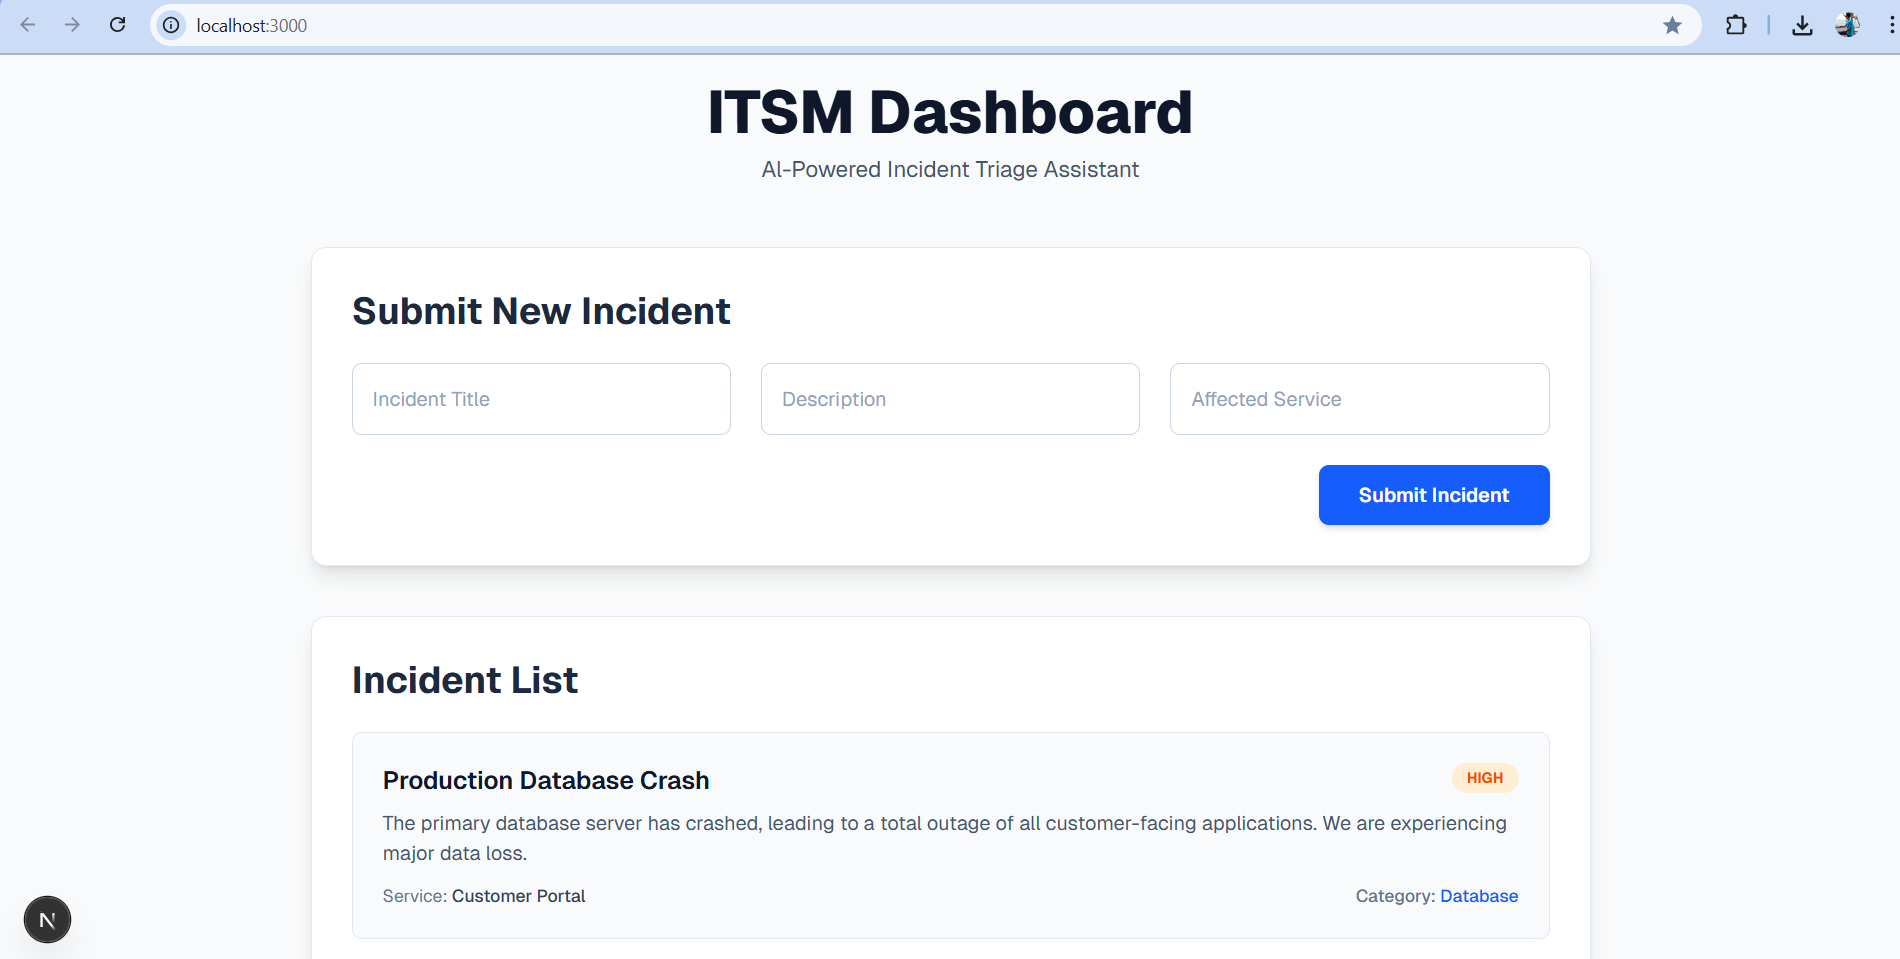 localhost:3000
ITSM Dashboard
AI-Powered Incident Triage Assistant
Submit New Incident
Incident Title
Description
Affected Service
Submit Incident
Incident List
Production Database Crash
HIGH
The primary database server has crashed, leading to a total outage of all customer-facing applications. We are experiencing
major data loss.
Service: Customer Portal
Category: Database
N